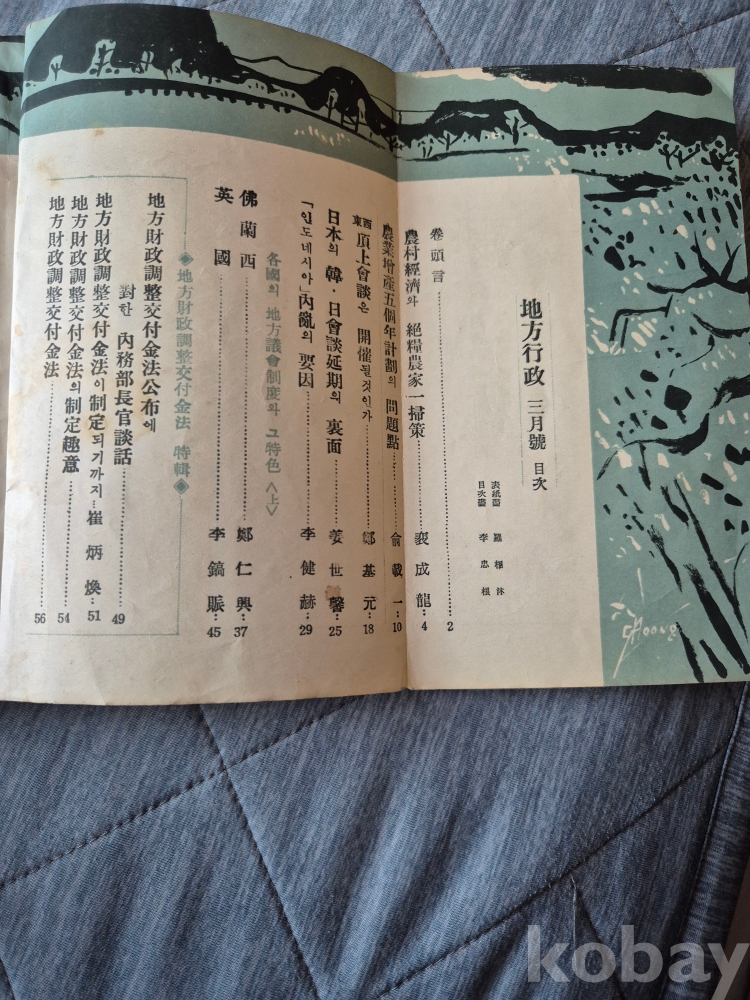 地方行政 三月號 目次
表紙畵 羅
目次畵 李 忠 根
卷頭言 2
農村經濟와 絕糧農家一掃策 裵成龍 4
農業增產五個年計劃의 問題點 兪載一 10
東西頂上會談은 開催될것인가 鄭基元 18
日本의 韓·日會談延期의 裏面 姜世馨 25
「인도네시아」內亂의 要因 李健赫 29
各國의 地方議會制度와 그 特色〈上〉
佛蘭西 鄭仁興 37
英國 李鎬賑 45
◈地方財政調整交付金法 特輯◈
地方財政調整交付金法公布에
對한 內務部長官談話 49
地方財政調整交付金法이 制定되기까지 崔炳煥 51
地方財政調整交付金法의 制定趣意 54
地方財政調整交付金法 56
kobay